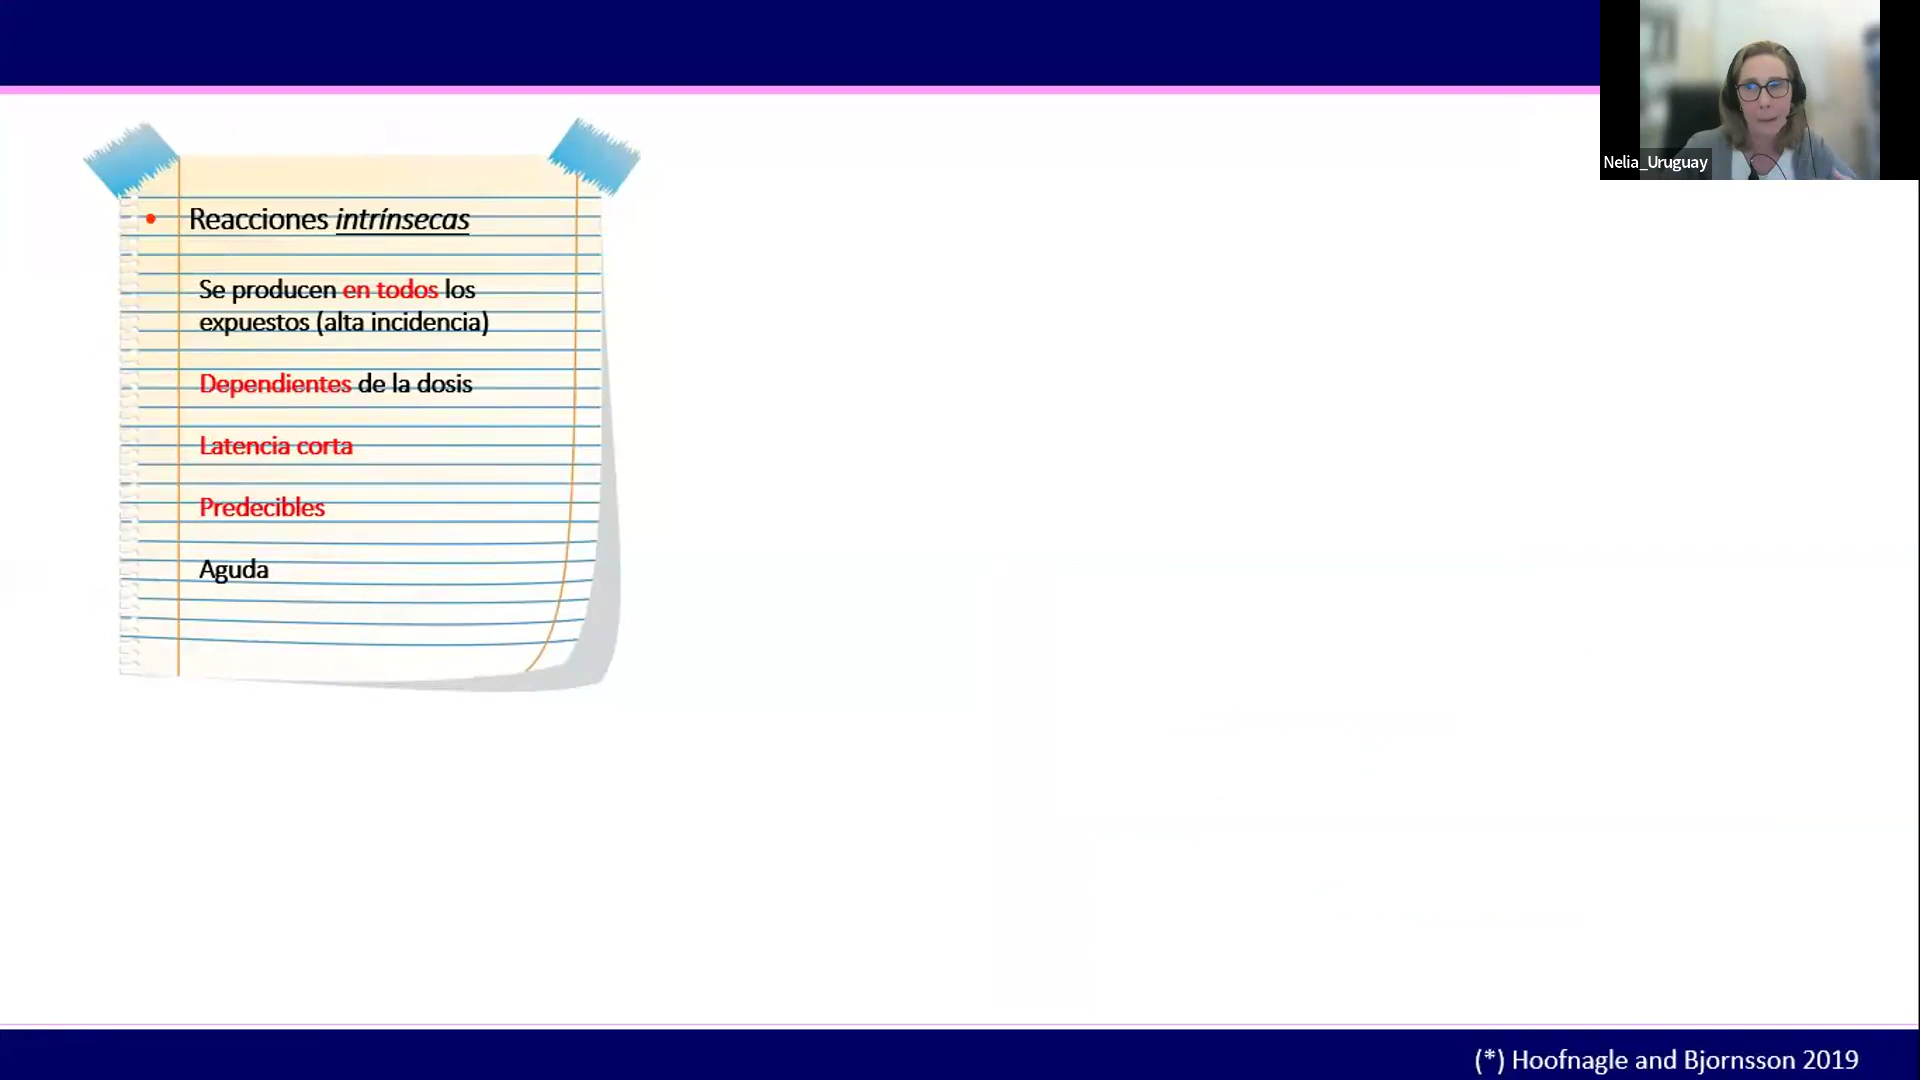 Nelia_Uruguay
• Reacciones intrínsecas
Se producen en todos los
expuestos (alta incidencia)
Dependientes de la dosis
Latencia corta
Predecibles
Aguda
(*) Hoofnagle and Bjornsson 2019